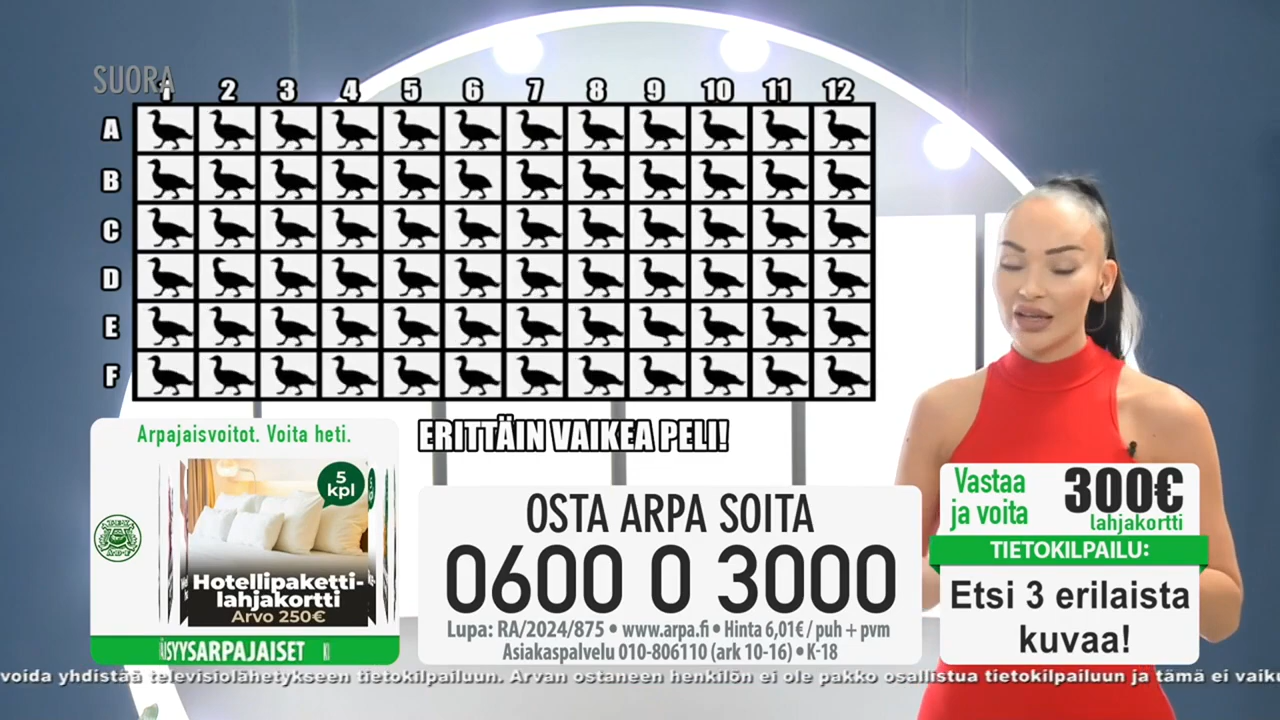 SUORA
1 2 3 4 5 6 7 8 9 10 11 12
A
B
C
D
E
F
ERITTÄIN VAIKEA PELI!
Arpajaisvoitot. Voita heti.
5
kpl
Hotellipaketti-
lahjakortti
Arvo 250€
OSTA ARPA SOITA
0600 0 3000
Lupa: RA/2024/875 • www.arpa.fi • Hinta 6,01€ / puh + pvm
Asiakaspalvelu 010-806110 (ark 10-16) • K-18
Vastaa
ja voita
300€
lahjakortti
TIETOKILPAILU:
Etsi 3 erilaista
kuvaa!
voida yhdistää televisiolähetykseen tietokilpailuun. Arvan ostaneen henkilön ei ole pakko osallistua tietokilpailuun ja tämä ei